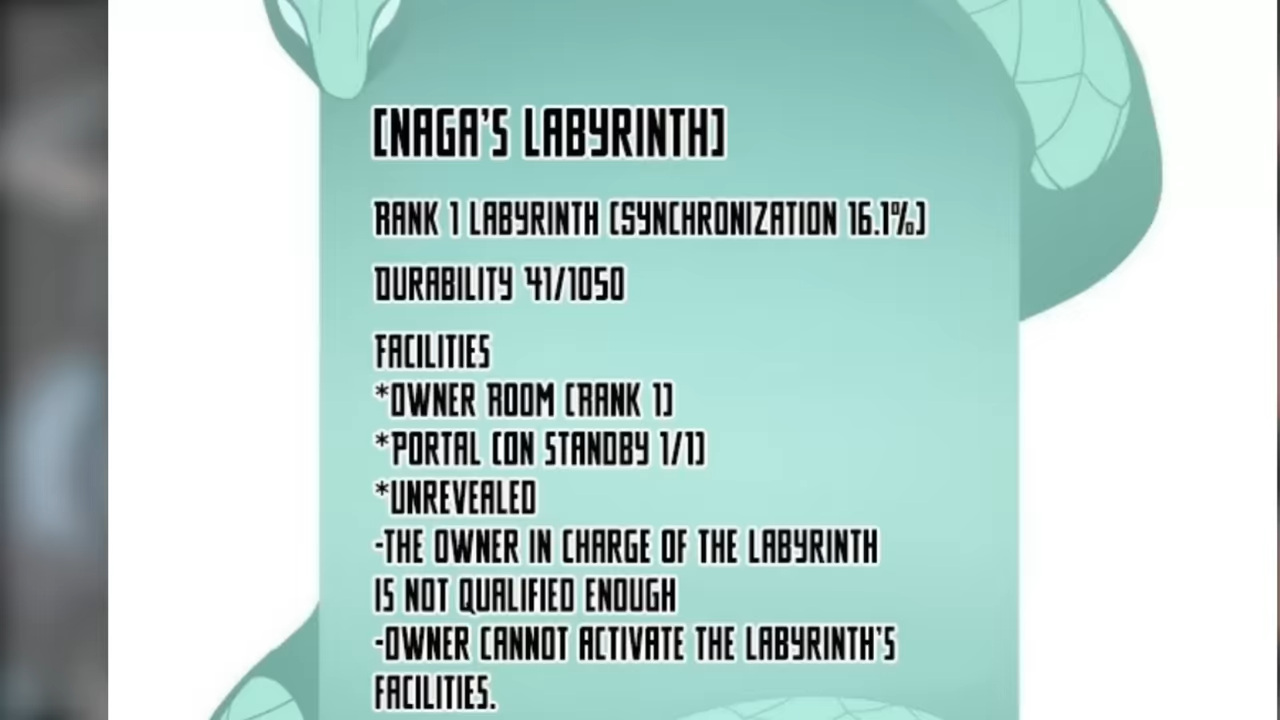 [NAGA'S LABYRINTH]
RANK 1 LABYRINTH [SYNCHRONIZATION 16.1%]
DURABILITY 41/1050
FACILITIES
*OWNER ROOM [RANK 1]
*PORTAL [ON STANDBY 1/1]
*UNREVEALED
-THE OWNER IN CHARGE OF THE LABYRINTH
IS NOT QUALIFIED ENOUGH
-OWNER CANNOT ACTIVATE THE LABYRINTH'S
FACILITIES.